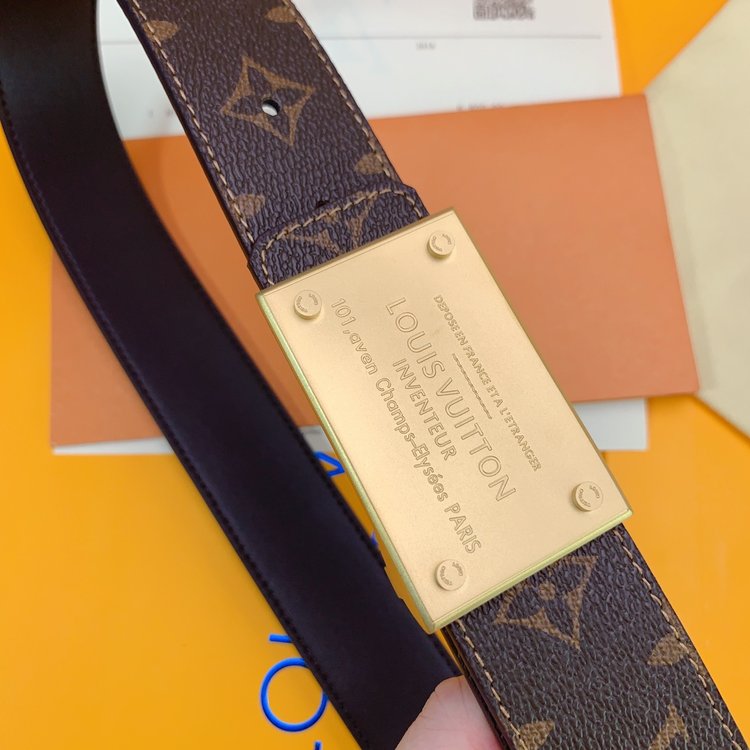 DEPOSE EN FRANCE ET A L'ETRANGER
LOUIS VUITTON
INVENTEUR
101,aven Champs-Elysées PARIS